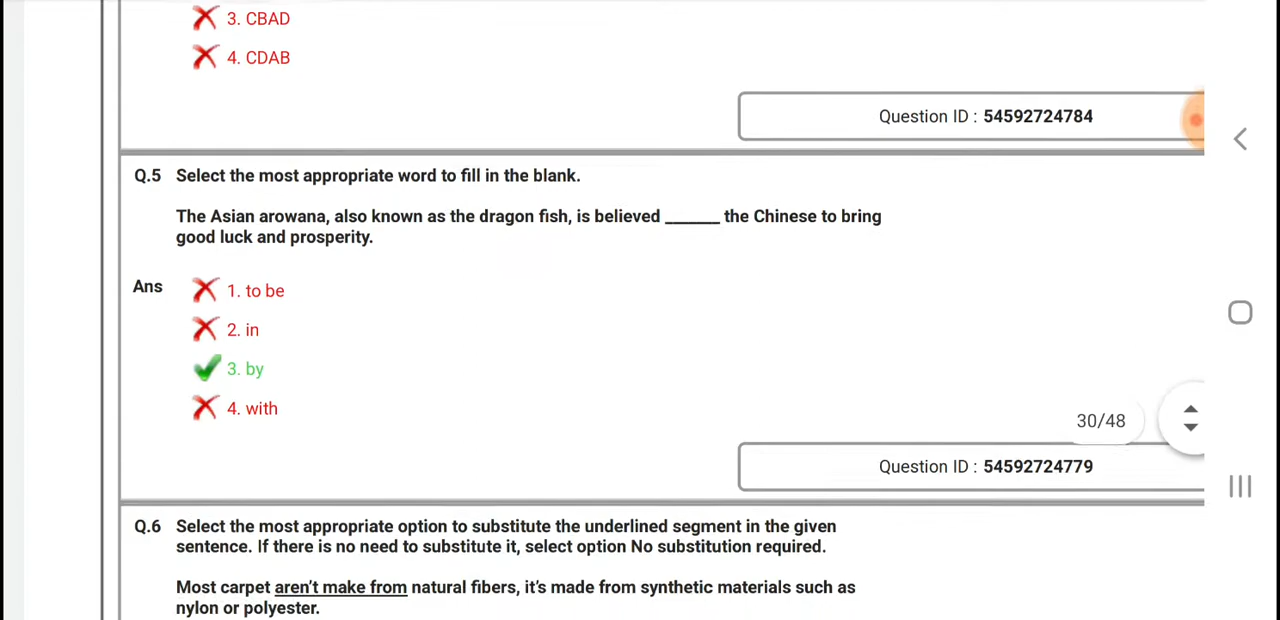 3. CBAD
4. CDAB
Question ID : 54592724784
Q.5 Select the most appropriate word to fill in the blank.
The Asian arowana, also known as the dragon fish, is believed ______ the Chinese to bring
good luck and prosperity.
Ans 1. to be
2. in
3. by
4. with
30/48
Question ID : 54592724779
Q.6 Select the most appropriate option to substitute the underlined segment in the given
sentence. If there is no need to substitute it, select option No substitution required.
Most carpet aren't make from natural fibers, it's made from synthetic materials such as
nylon or polyester.